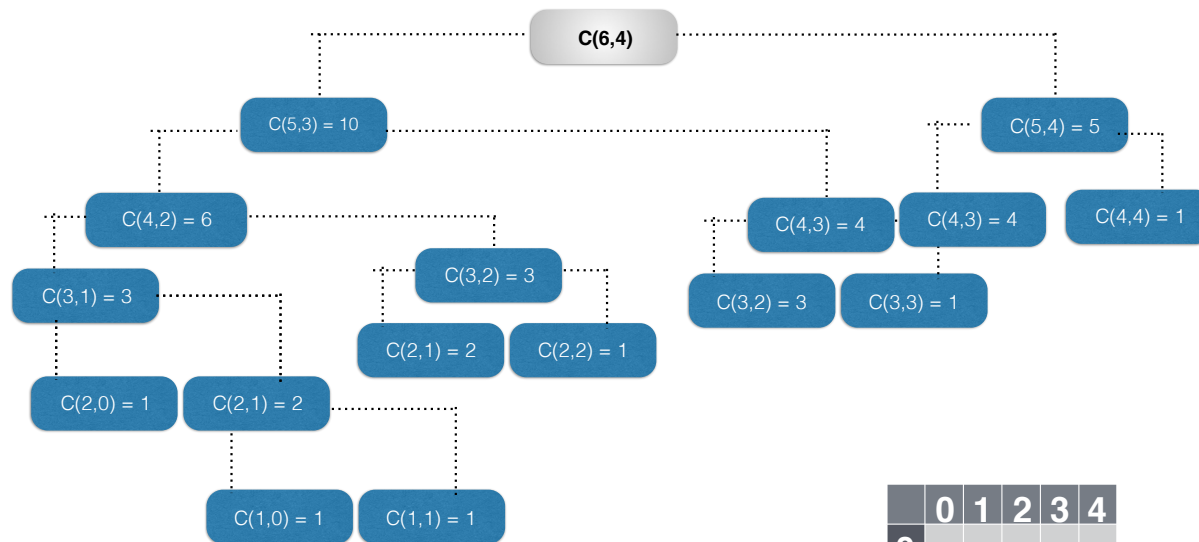 C(6,4)
C(5,3) = 10
C(5,4) = 5
C(4,2) = 6
C(4,3) = 4
C(4,3) = 4
C(4,4) = 1
C(3,1) = 3
C(3,2) = 3
C(3,2) = 3
C(3,3) = 1
C(2,1) = 2
C(2,2) = 1
C(2,0) = 1
C(2,1) = 2
C(1,0) = 1
C(1,1) = 1
0 1 2 3 4